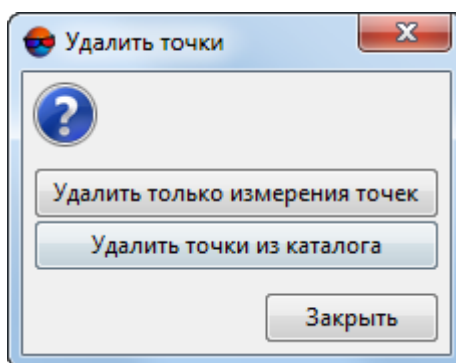 Удалить точки
Удалить только измерения точек
Удалить точки из каталога
Закрыть